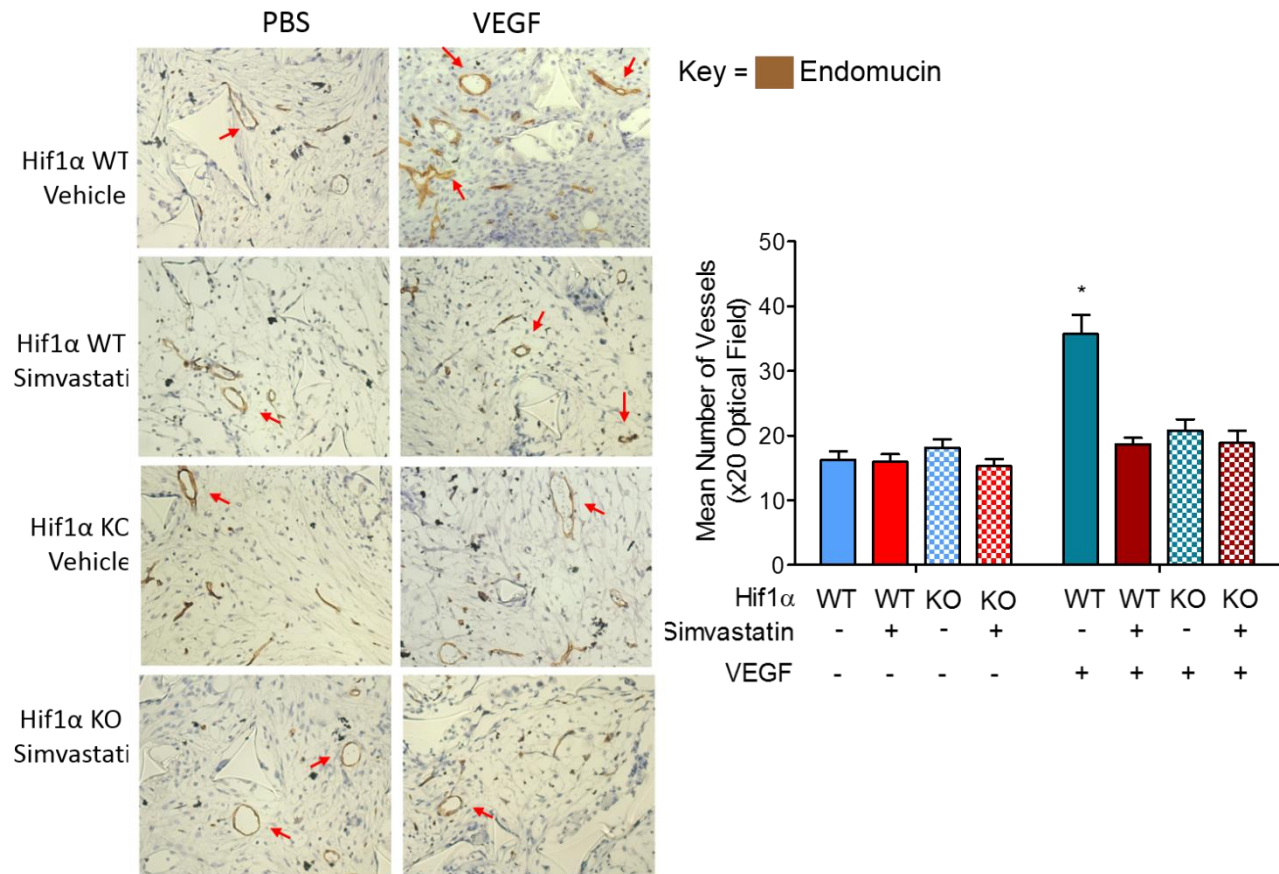 PBS VEGF
Key = Endomucin
Hif1α WT
Vehicle
Hif1α WT
Simvastati
Hif1α KC
Vehicle
Hif1α KO
Simvastati
Mean Number of Vessels
(x20 Optical Field)
50
40
30
20
10
0
*
Hif1α WT WT KO KO WT WT KO KO
Simvastatin - + - + - + - +
VEGF - - - - + + + +